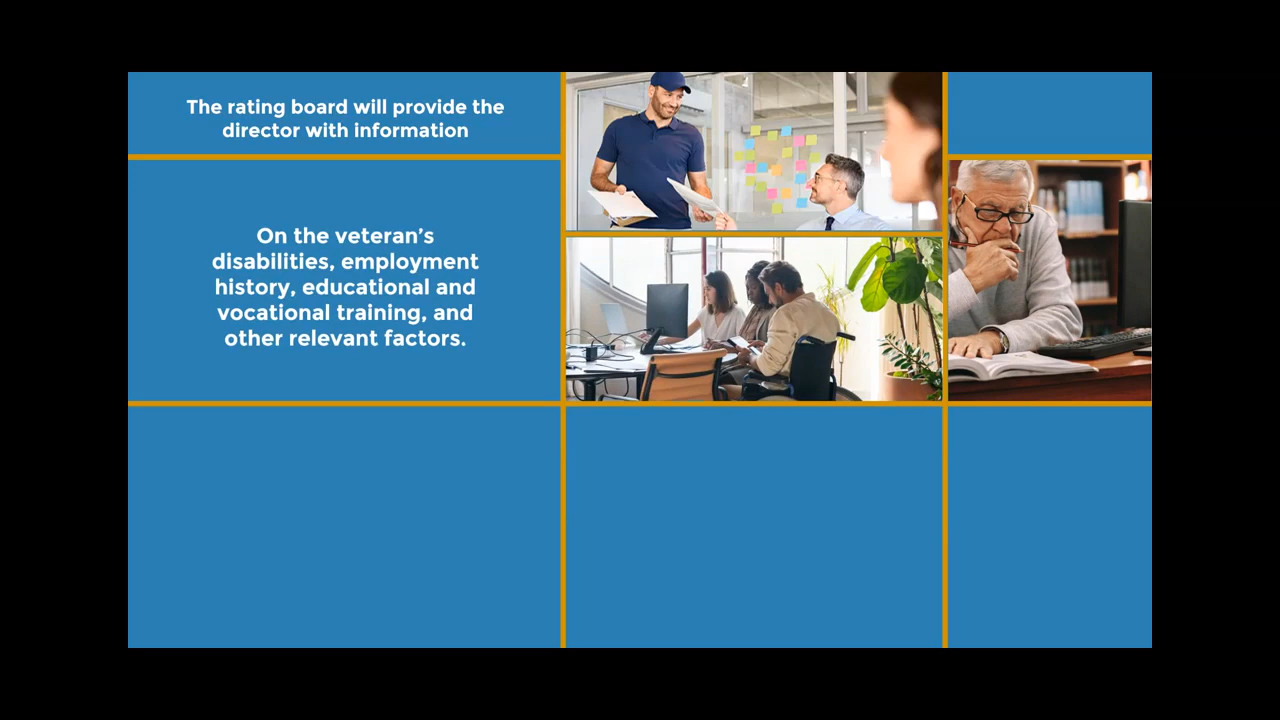 The rating board will provide the
director with information
On the veteran’s
disabilities, employment
history, educational and
vocational training, and
other relevant factors.